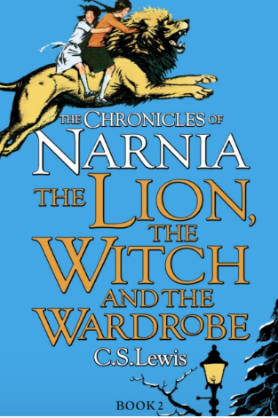 THE CHRONICLES OF
NARNIA
THE LION,
THE
WITCH
AND THE
WARDROBE
C.S.Lewis
BOOK 2